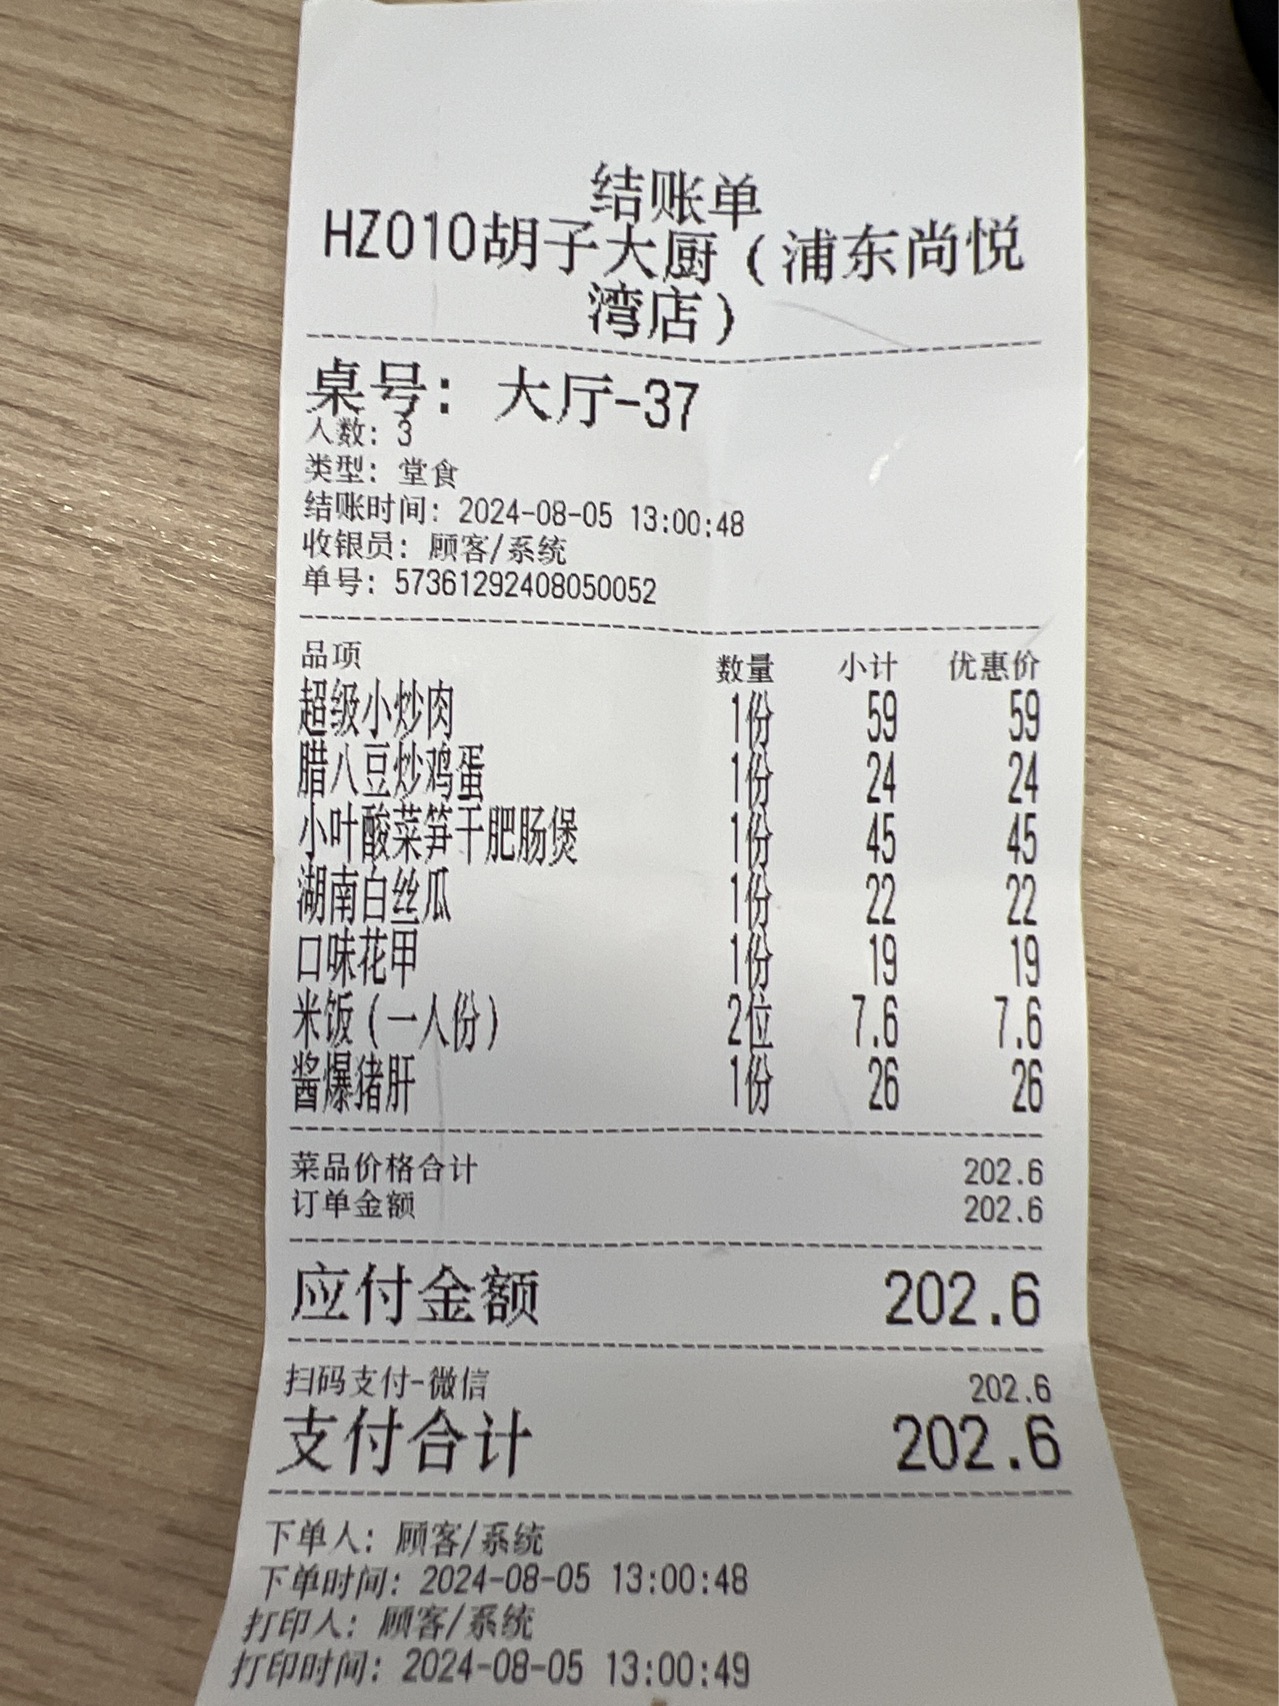 结账单
HZ010胡子大厨(浦东尚悦
湾店)
桌号: 大厅-37
人数: 3
类型: 堂食
结账时间: 2024-08-05 13:00:48
收银员: 顾客/系统
单号: 57361292408050052
品项 数量 小计 优惠价
超级小炒肉 1份 59 59
腊八豆炒鸡蛋 1份 24 24
小叶酸菜笋干肥肠煲 1份 45 45
湖南白丝瓜 1份 22 22
口味花甲 1份 19 19
米饭(一人份) 2位 7.6 7.6
酱爆猪肝 1份 26 26
菜品价格合计 202.6
订单金额 202.6
应付金额 202.6
扫码支付-微信 202.6
支付合计 202.6
下单人: 顾客/系统
下单时间: 2024-08-05 13:00:48
打印人: 顾客/系统
打印时间: 2024-08-05 13:00:49